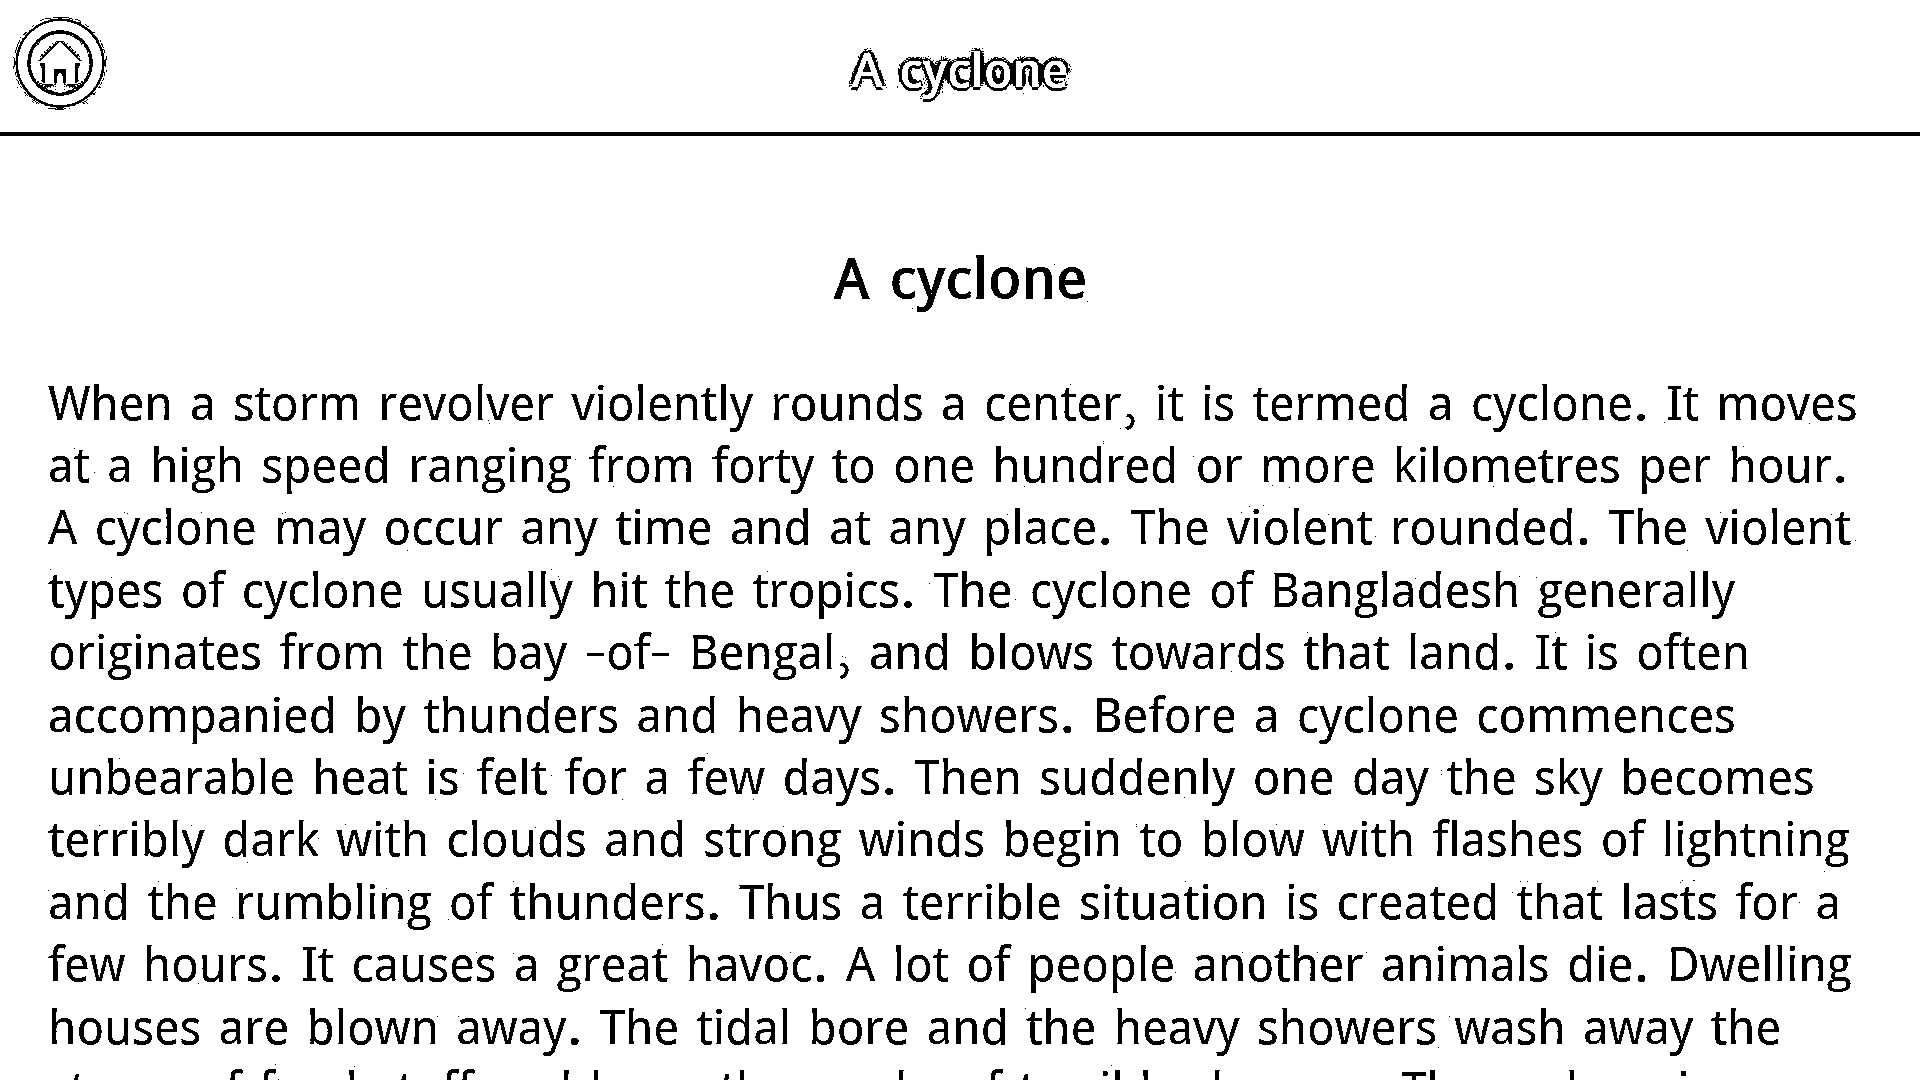 A cyclone
A cyclone
When a storm revolver violently rounds a center, it is termed a cyclone. It moves
at a high speed ranging from forty to one hundred or more kilometres per hour.
A cyclone may occur any time and at any place. The violent rounded. The violent
types of cyclone usually hit the tropics. The cyclone of Bangladesh generally
originates from the bay -of- Bengal, and blows towards that land. It is often
accompanied by thunders and heavy showers. Before a cyclone commences
unbearable heat is felt for a few days. Then suddenly one day the sky becomes
terribly dark with clouds and strong winds begin to blow with flashes of lightning
and the rumbling of thunders. Thus a terrible situation is created that lasts for a
few hours. It causes a great havoc. A lot of people another animals die. Dwelling
houses are blown away. The tidal bore and the heavy showers wash away the